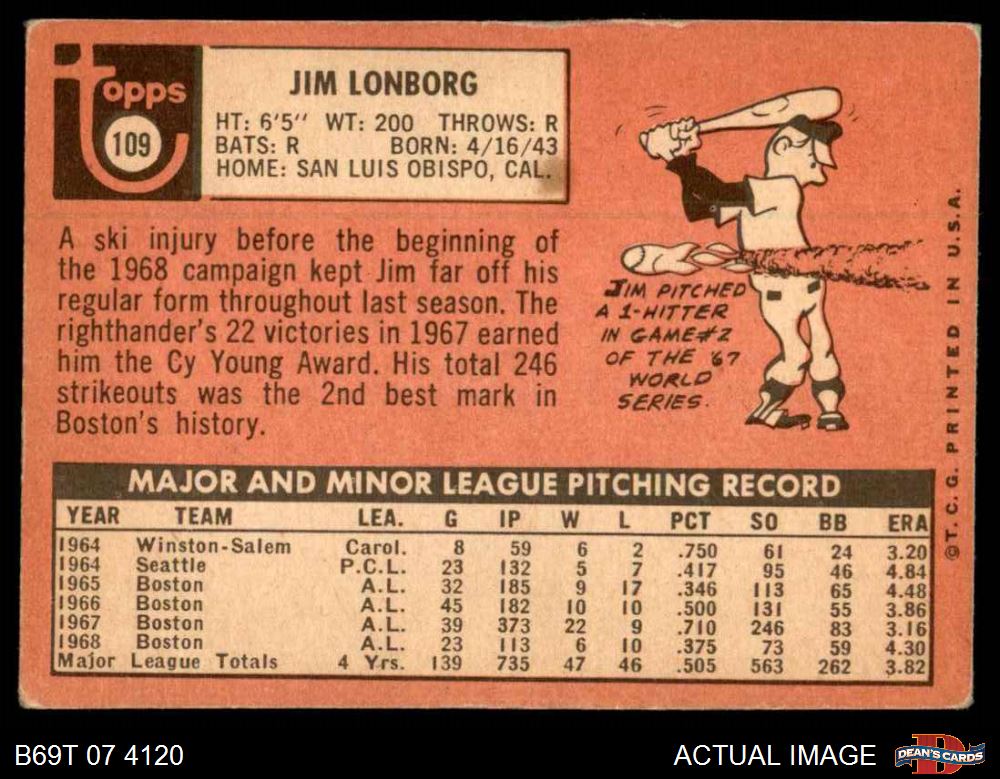 topps
109
JIM LONBORG
HT: 6'5" WT: 200 THROWS: R
BATS: R BORN: 4/16/43
HOME: SAN LUIS OBISPO, CAL.
A ski injury before the beginning of
the 1968 campaign kept Jim far off his
regular form throughout last season. The
righthander's 22 victories in 1967 earned
him the Cy Young Award. His total 246
strikeouts was the 2nd best mark in
Boston's history.
JIM PITCHED
A 1-HITTER
IN GAME #2
OF THE '67
WORLD
SERIES.
MAJOR AND MINOR LEAGUE PITCHING RECORD
YEAR TEAM LEA. G IP W L PCT SO BB ERA
1964 Winston-Salem Carol. 8 59 6 2 .750 61 24 3.20
1964 Seattle P.C.L. 23 132 5 7 .417 95 46 4.84
1965 Boston A.L. 32 185 9 17 .346 113 65 4.48
1966 Boston A.L. 45 182 10 10 .500 131 55 3.86
1967 Boston A.L. 39 373 22 9 .710 246 83 3.16
1968 Boston A.L. 23 113 6 10 .375 73 59 4.30
Major League Totals 4 Yrs. 139 735 47 46 .505 563 262 3.82
©T. C. G. PRINTED IN U.S.A.
B69T 07 4120
ACTUAL IMAGE
DEAN'S CARDS